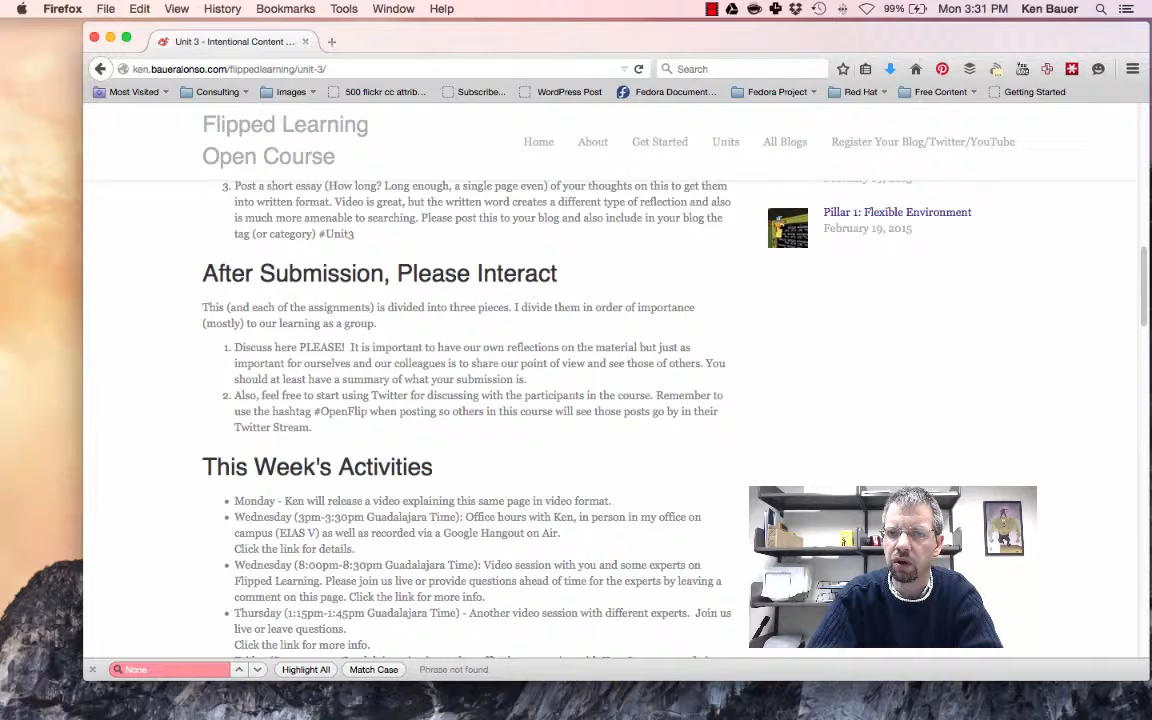 Firefox File Edit View History Bookmarks Tools Window Help 99% Mon 3:31 PM Ken Bauer
Unit 3 - Intentional Content ...
ken.baueralonso.com/flippedlearning/unit-3/ Search
Most Visited Consulting Images 500 flickr cc attrib... Subscribe... WordPress Post Fedora Document... Fedora Project Red Hat Free Content Getting Started
Flipped Learning
Open Course
Home About Get Started Units All Blogs Register Your Blog/Twitter/YouTube
3. Post a short essay (How long? Long enough, a single page even) of your thoughts on this to get them
into written format. Video is great, but the written word creates a different type of reflection and also
is much more amenable to searching. Please post this to your blog and also include in your blog the
tag (or category) #Unit3
Pillar 1: Flexible Environment
February 19, 2015
After Submission, Please Interact
This (and each of the assignments) is divided into three pieces. I divide them in order of importance
(mostly) to our learning as a group.
1. Discuss here PLEASE! It is important to have our own reflections on the material but just as
important for ourselves and our colleagues is to share our point of view and see those of others. You
should at least have a summary of what your submission is.
2. Also, feel free to start using Twitter for discussing with the participants in the course. Remember to
use the hashtag #OpenFlip when posting so others in this course will see those posts go by in their
Twitter Stream.
This Week's Activities
• Monday - Ken will release a video explaining this same page in video format.
• Wednesday (3pm-3:30pm Guadalajara Time): Office hours with Ken, in person in my office on
campus (EIAS V) as well as recorded via a Google Hangout on Air.
Click the link for details.
• Wednesday (8:00pm-8:30pm Guadalajara Time): Video session with you and some experts on
Flipped Learning. Please join us live or provide questions ahead of time for the experts by leaving a
comment on this page. Click the link for more info.
• Thursday (1:15pm-1:45pm Guadalajara Time) - Another video session with different experts. Join us
live or leave questions.
Click the link for more info.
None Highlight All Match Case Phrase not found